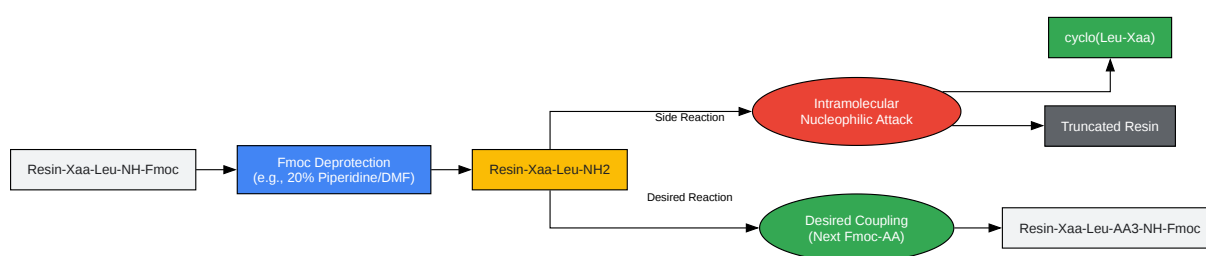 cyclo(Leu-Xaa)
Intramolecular
Nucleophilic Attack
Side Reaction
Truncated Resin
Resin-Xaa-Leu-NH-Fmoc
Fmoc Deprotection
(e.g., 20% Piperidine/DMF)
Resin-Xaa-Leu-NH2
Desired Reaction
Desired Coupling
(Next Fmoc-AA)
Resin-Xaa-Leu-AA3-NH-Fmoc